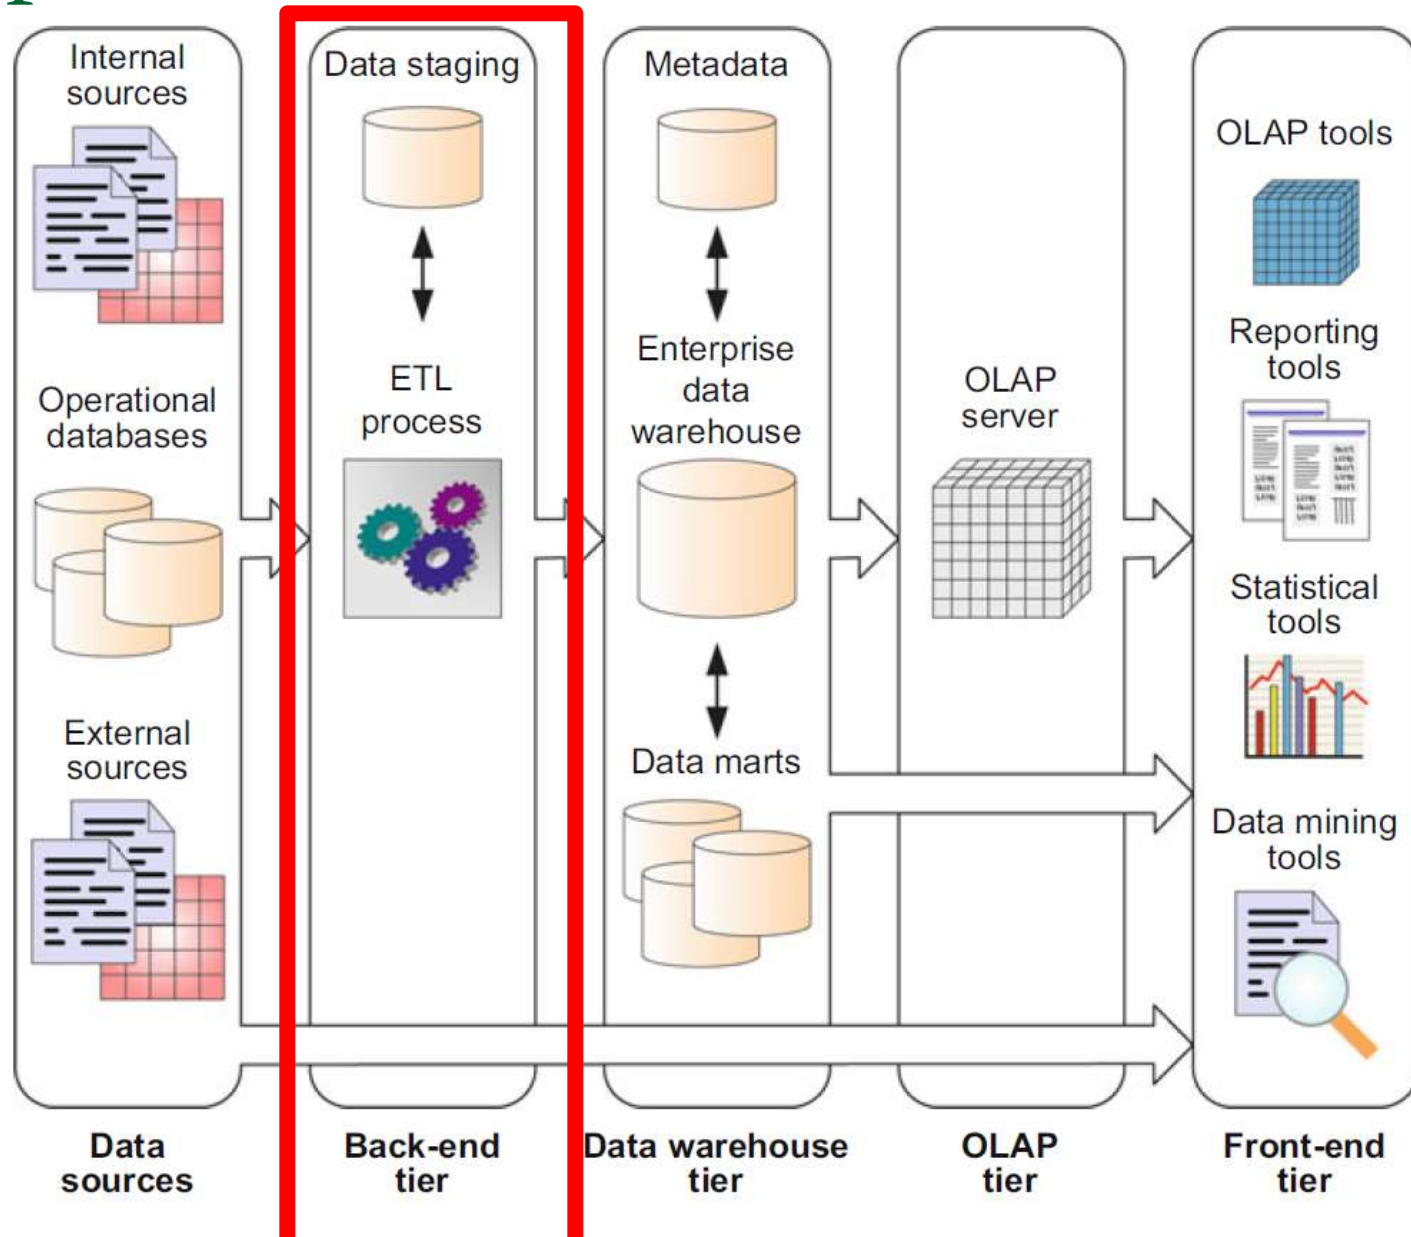 Internal
sources
Operational
databases
External
sources
Data
sources
Data staging
ETL
process
Back-end
tier
Metadata
Enterprise
data
warehouse
Data marts
Data warehouse
tier
OLAP
server
OLAP
tier
OLAP tools
Reporting
tools
Statistical
tools
Data mining
tools
Front-end
tier